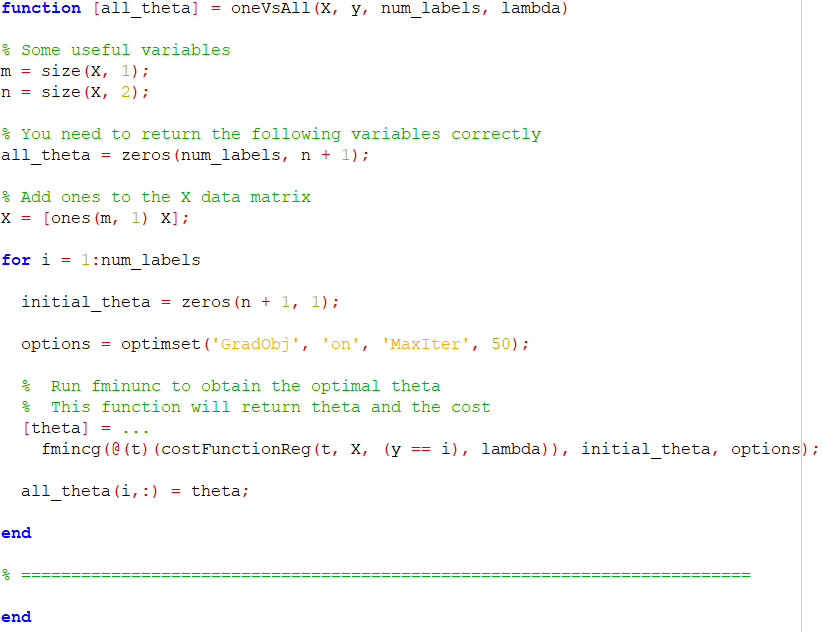 function [all_theta] = oneVsAll(X, y, num_labels, lambda)
% Some useful variables
m = size(X, 1);
n = size(X, 2);
% You need to return the following variables correctly
all_theta = zeros(num_labels, n + 1);
% Add ones to the X data matrix
X = [ones(m, 1) X];
for i = 1:num_labels
  initial_theta = zeros(n + 1, 1);
  options = optimset('GradObj', 'on', 'MaxIter', 50);
  %  Run fminunc to obtain the optimal theta
  %  This function will return theta and the cost
  [theta] = ...
    fmincg(@(t)(costFunctionReg(t, X, (y == i), lambda)), initial_theta, options);
  all_theta(i,:) = theta;
end
% =========================================================================
end